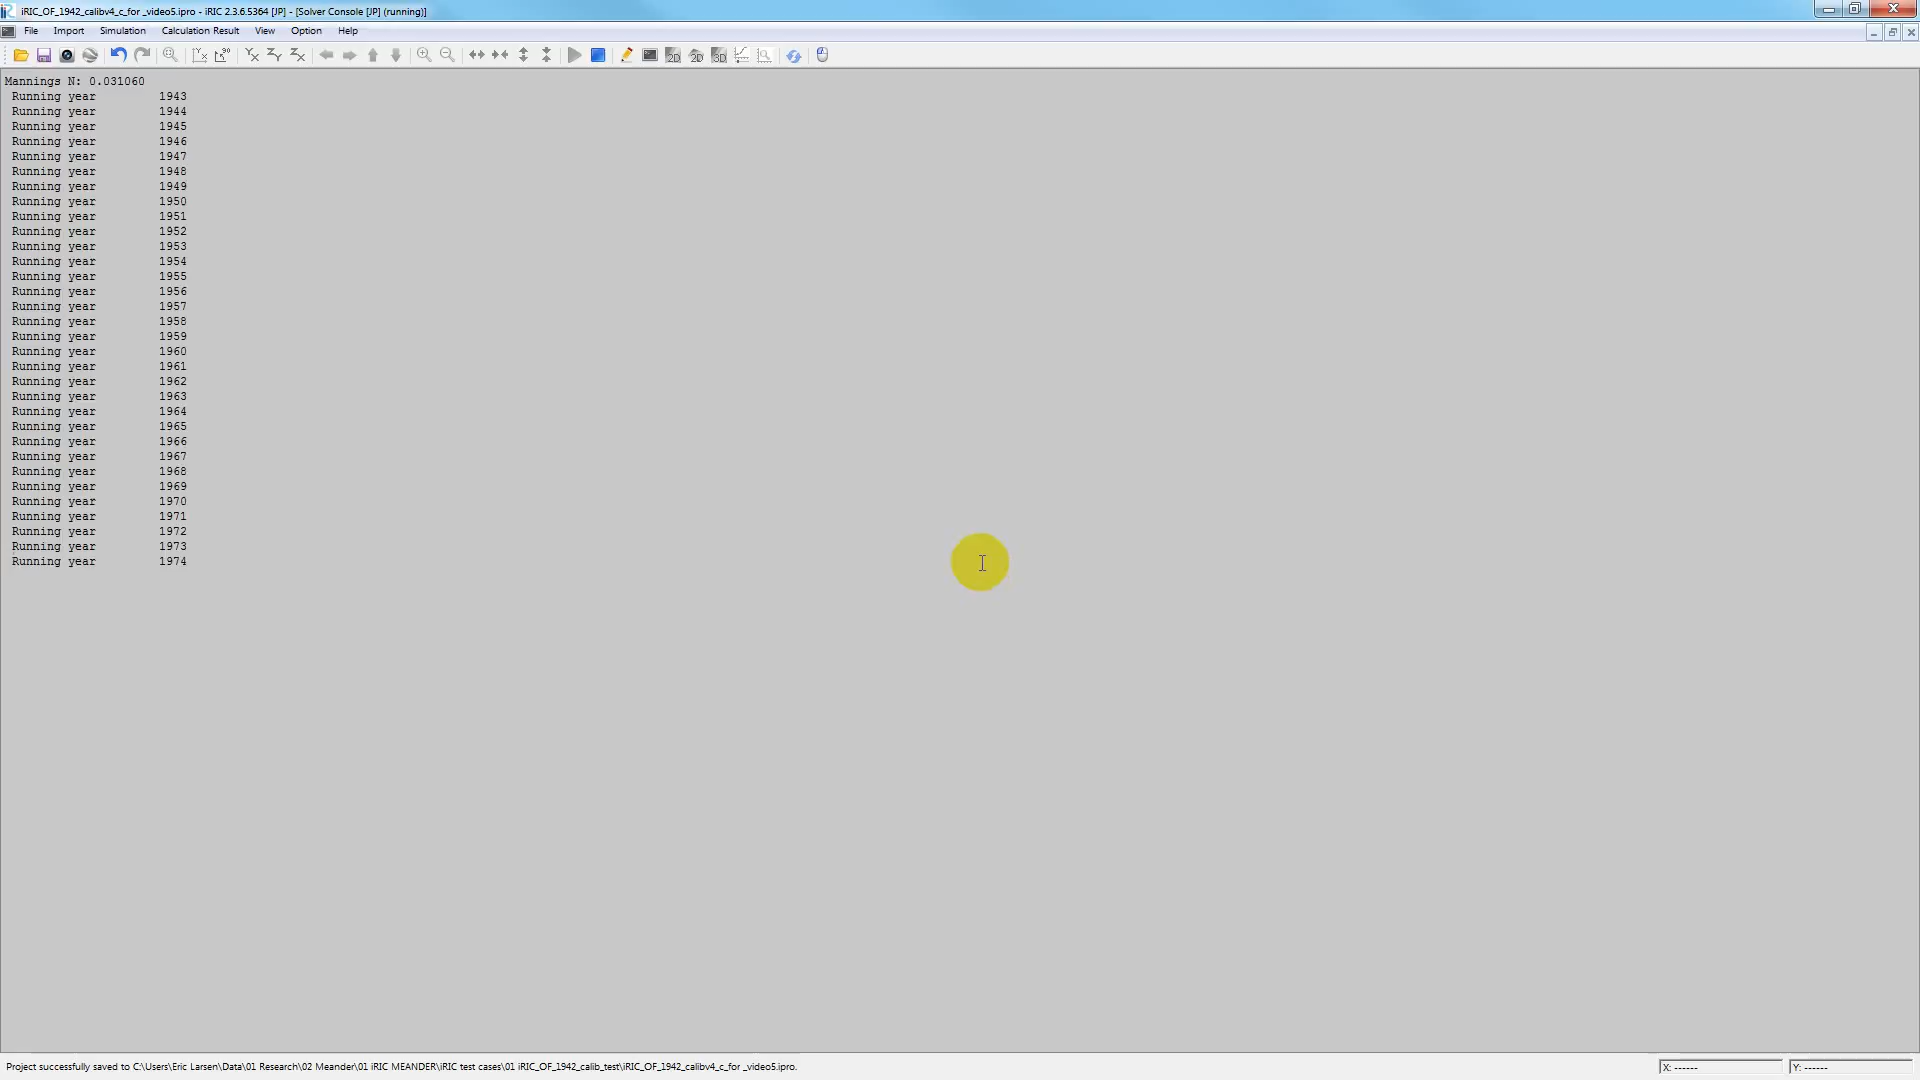 iRIC_OF_1942_calibv4_c_for _video5.ipro - iRIC 2.3.6.5364 [JP] - [Solver Console [JP] (running)]
File Import Simulation Calculation Result View Option Help
Mannings N: 0.031060
Running year 1943
Running year 1944
Running year 1945
Running year 1946
Running year 1947
Running year 1948
Running year 1949
Running year 1950
Running year 1951
Running year 1952
Running year 1953
Running year 1954
Running year 1955
Running year 1956
Running year 1957
Running year 1958
Running year 1959
Running year 1960
Running year 1961
Running year 1962
Running year 1963
Running year 1964
Running year 1965
Running year 1966
Running year 1967
Running year 1968
Running year 1969
Running year 1970
Running year 1971
Running year 1972
Running year 1973
Running year 1974
Project successfully saved to C:\Users\Eric Larsen\Data\01 Research\02 Meander\01 iRIC MEANDER\iRIC test cases\01 iRIC_OF_1942_calib_test\iRIC_OF_1942_calibv4_c_for _video5.ipro.
X: ------ Y: ------